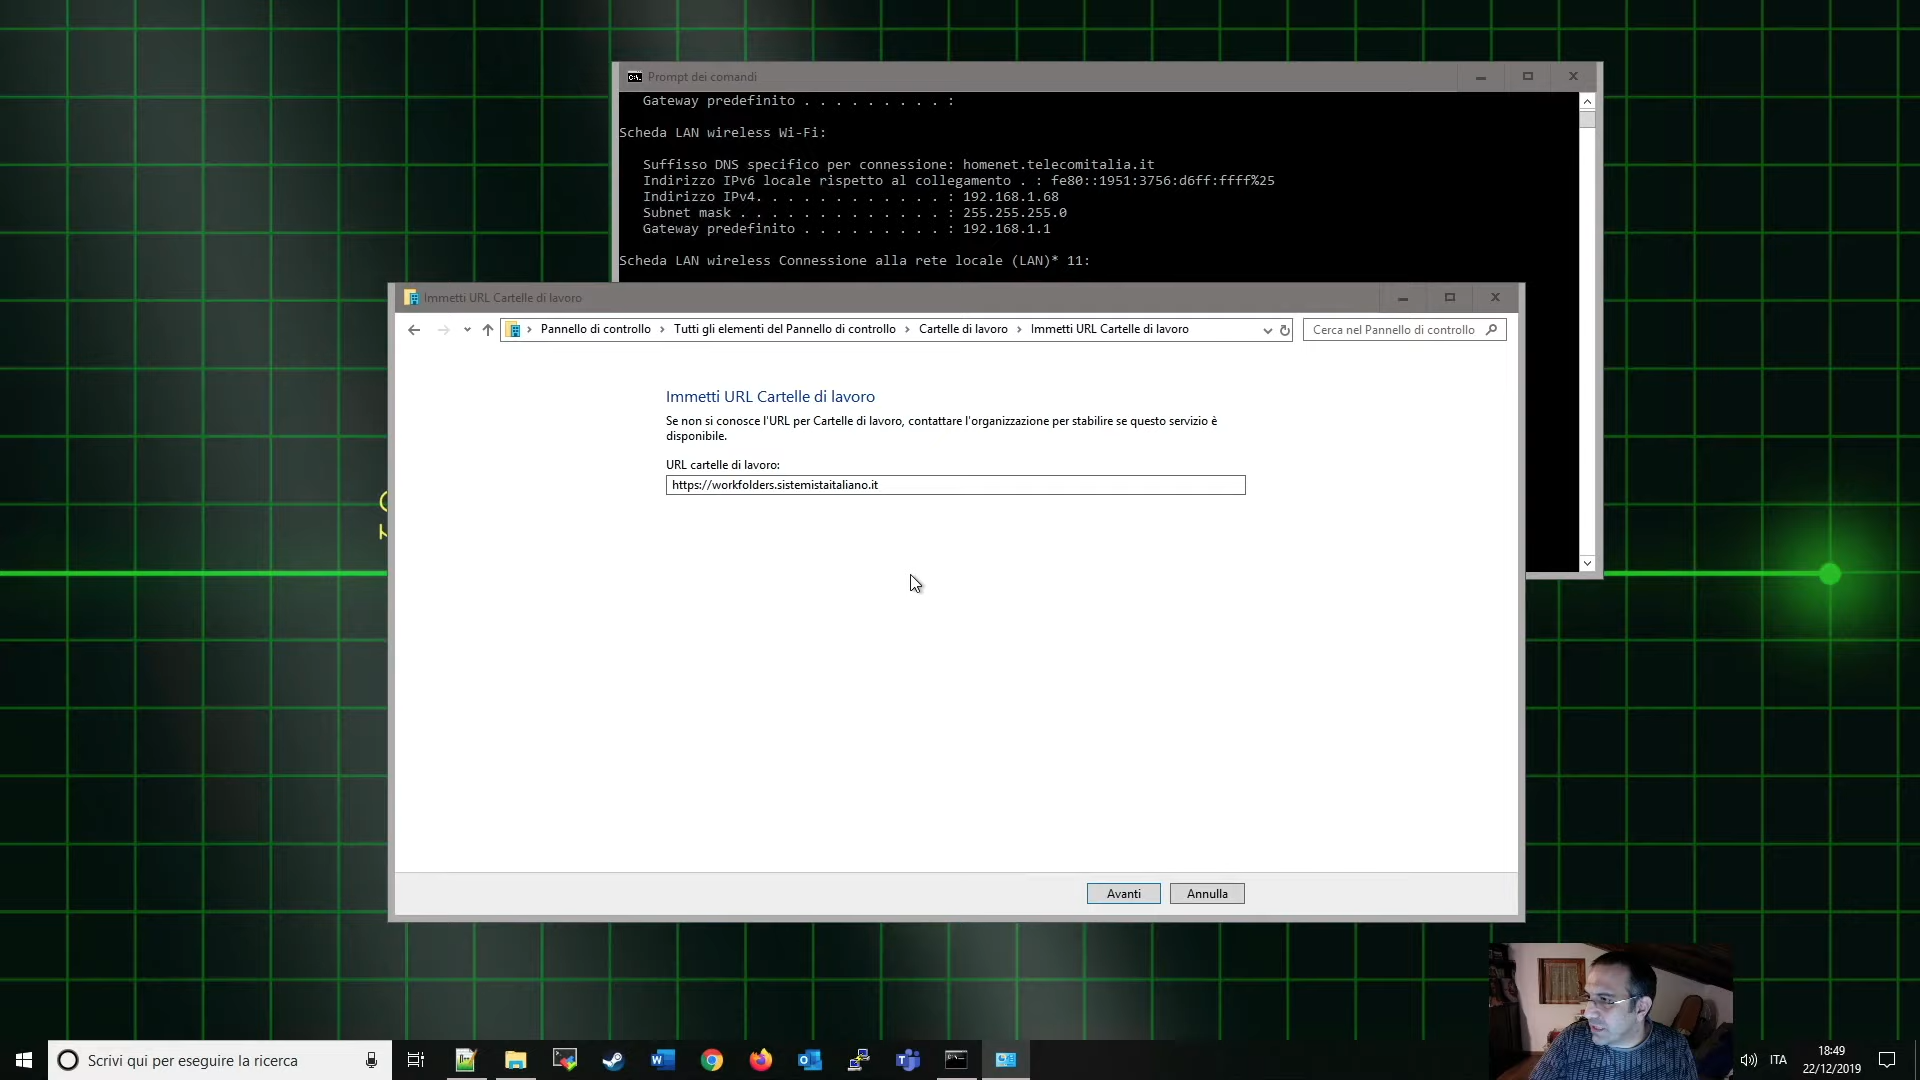 Prompt dei comandi
Gateway predefinito . . . . . . . . . :
Scheda LAN wireless Wi-Fi:
Suffisso DNS specifico per connessione: homenet.telecomitalia.it
Indirizzo IPv6 locale rispetto al collegamento . : fe80::1951:3756:d6ff:ffff%25
Indirizzo IPv4. . . . . . . . . . . . : 192.168.1.68
Subnet mask . . . . . . . . . . . . . : 255.255.255.0
Gateway predefinito . . . . . . . . . : 192.168.1.1
Scheda LAN wireless Connessione alla rete locale (LAN)* 11:
Immetti URL Cartelle di lavoro
Pannello di controllo > Tutti gli elementi del Pannello di controllo > Cartelle di lavoro > Immetti URL Cartelle di lavoro
Cerca nel Pannello di controllo
Immetti URL Cartelle di lavoro
Se non si conosce l'URL per Cartelle di lavoro, contattare l'organizzazione per stabilire se questo servizio è
disponibile.
URL cartelle di lavoro:
https://workfolders.sistemistaitaliano.it
Avanti
Annulla
Scrivi qui per eseguire la ricerca
ITA
18:49
22/12/2019